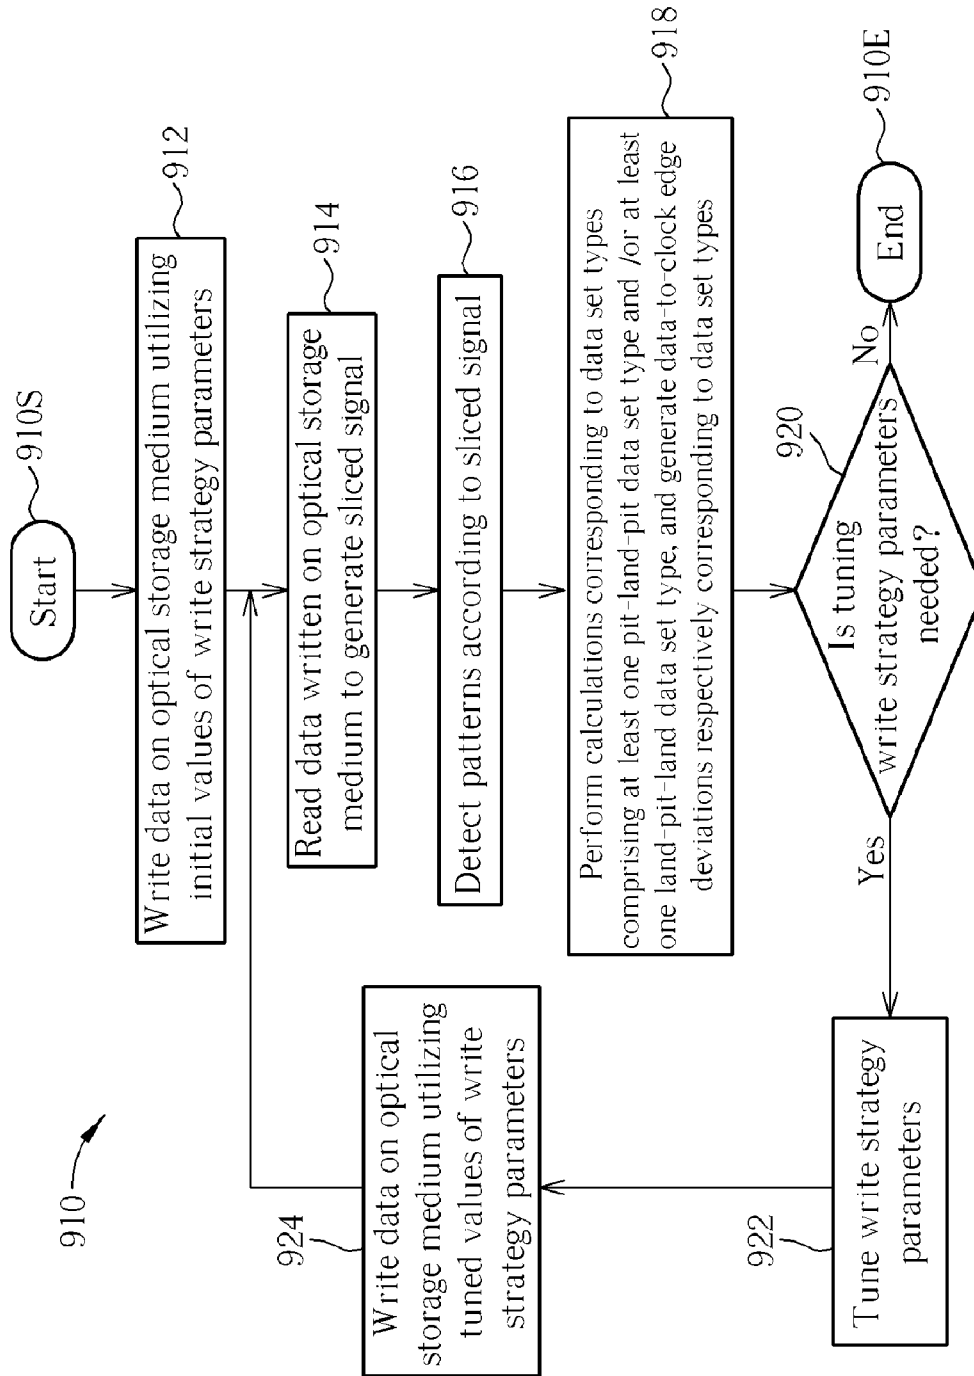 910
Start
910S
Write data on optical storage medium utilizing
initial values of write strategy parameters
912
Read data written on optical storage
medium to generate sliced signal
914
Detect patterns according to sliced signal
916
Perform calculations corresponding to data set types
comprising at least one pit-land-pit data set type and /or at least
one land-pit-land data set type, and generate data-to-clock edge
deviations respectively corresponding to data set types
918
Is tuning
write strategy parameters
needed?
920
No
End
910E
Yes
Tune write strategy
parameters
922
Write data on optical
storage medium utilizing
tuned values of write
strategy parameters
924